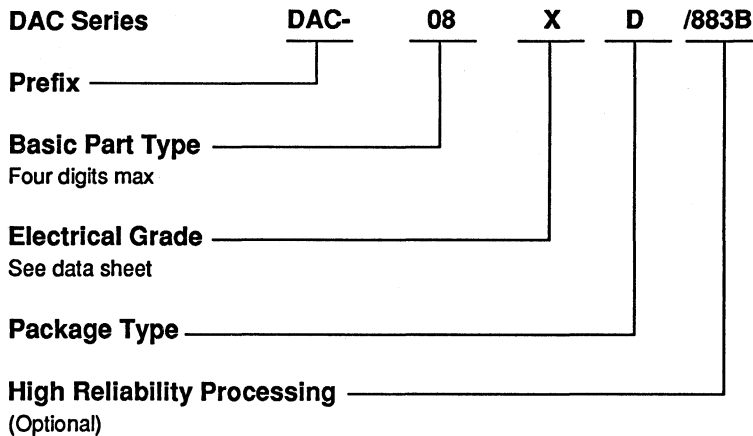 DAC Series DAC- 08 X D /883B
Prefix
Basic Part Type
Four digits max
Electrical Grade
See data sheet
Package Type
High Reliability Processing
(Optional)